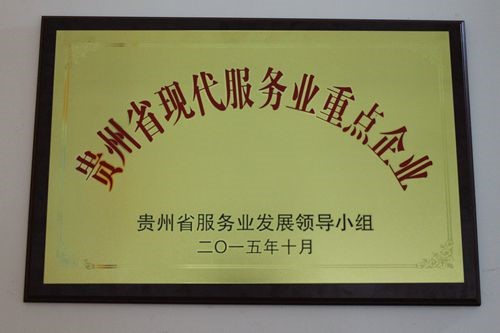 贵州省现代服务业重点企业
贵州省服务业发展领导小组
二〇一五年十月